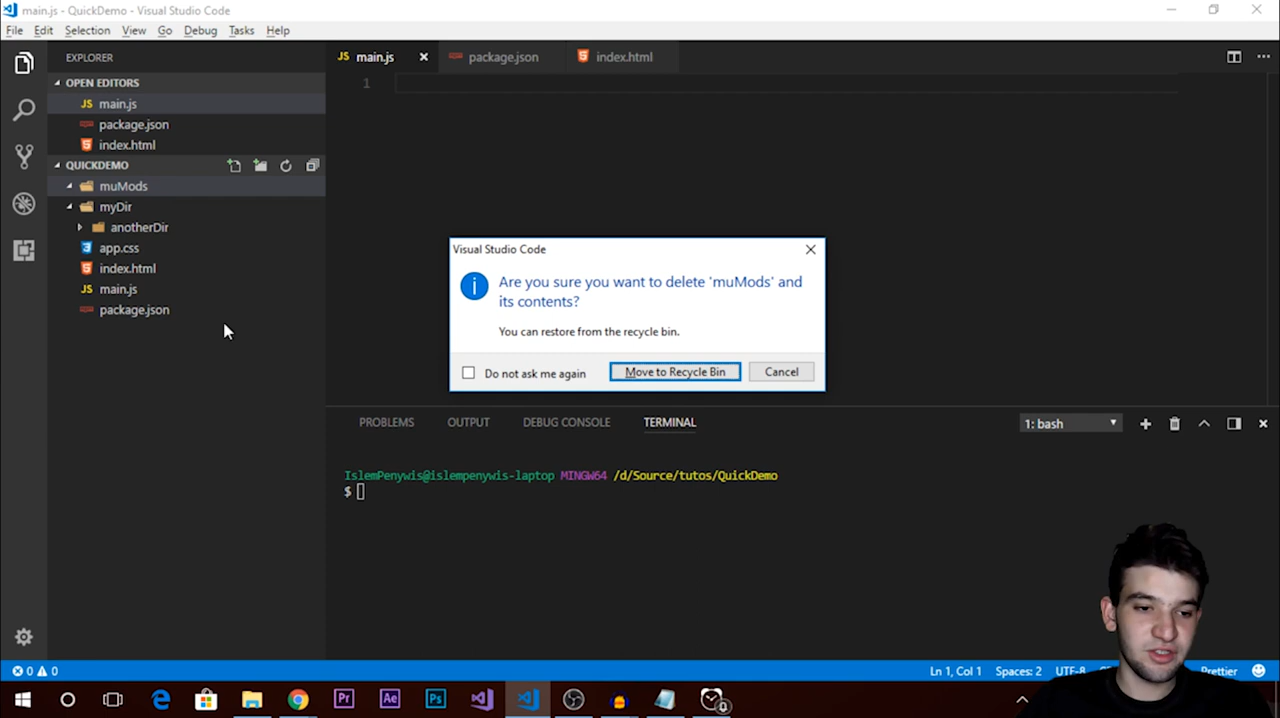 main.js - QuickDemo - Visual Studio Code
File Edit Selection View Go Debug Tasks Help
EXPLORER
OPEN EDITORS
JS main.js
package.json
index.html
QUICKDEMO
muMods
myDir
anotherDir
app.css
index.html
JS main.js
package.json
JS main.js package.json index.html
1
Visual Studio Code
Are you sure you want to delete 'muMods' and
its contents?
You can restore from the recycle bin.
Do not ask me again Move to Recycle Bin Cancel
PROBLEMS OUTPUT DEBUG CONSOLE TERMINAL 1: bash
IslemPenywis@islempenywis-laptop MINGW64 /d/Source/tutos/QuickDemo
$
0 0 Ln 1, Col 1 Spaces: 2 UTF-8 Prettier
Pr Ae Ps